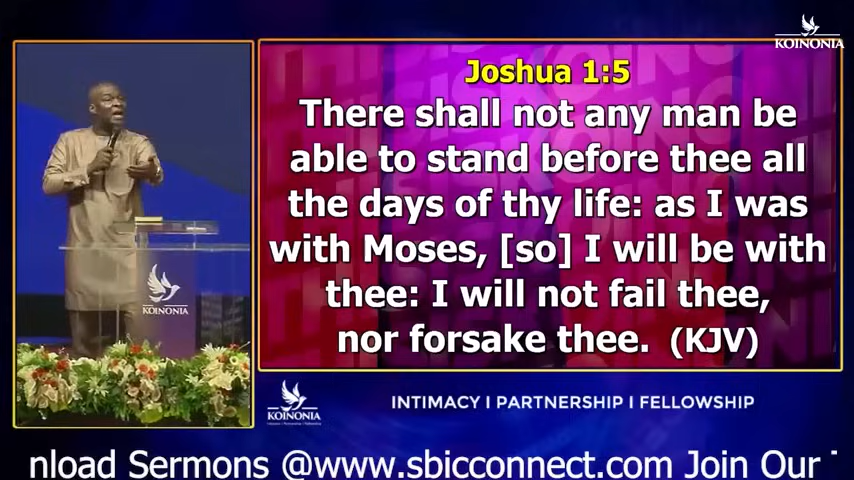 KOINONIA
Joshua 1:5
There shall not any man be
able to stand before thee all
the days of thy life: as I was
with Moses, [so] I will be with
thee: I will not fail thee,
nor forsake thee. (KJV)
KOINONIA
KOINONIA
INTIMACY I PARTNERSHIP I FELLOWSHIP
nload Sermons @www.sbicconnect.com Join Our